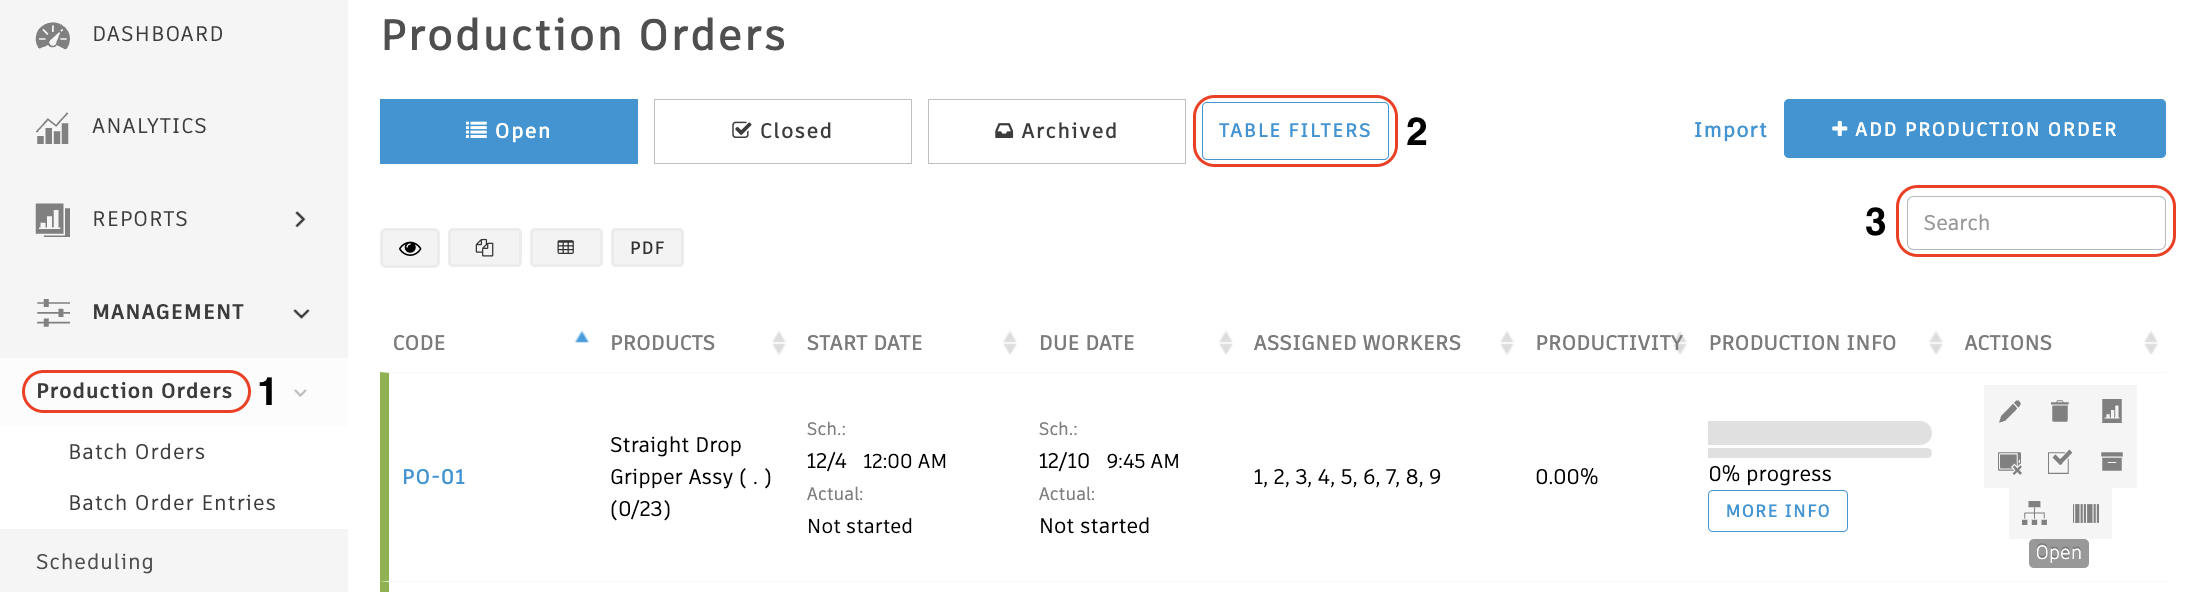 DASHBOARD
ANALYTICS
REPORTS
MANAGEMENT
Production Orders 1
Batch Orders
Batch Order Entries
Scheduling
Production Orders
Open
Closed
Archived
TABLE FILTERS 2
Import
+ ADD PRODUCTION ORDER
3 Search
PDF
CODE PRODUCTS START DATE DUE DATE ASSIGNED WORKERS PRODUCTIVITY PRODUCTION INFO ACTIONS
PO-01
Straight Drop
Gripper Assy ( . )
(0/23)
Sch.:
12/4 12:00 AM
Actual:
Not started
Sch.:
12/10 9:45 AM
Actual:
Not started
1, 2, 3, 4, 5, 6, 7, 8, 9
0.00%
0% progress
MORE INFO
Open